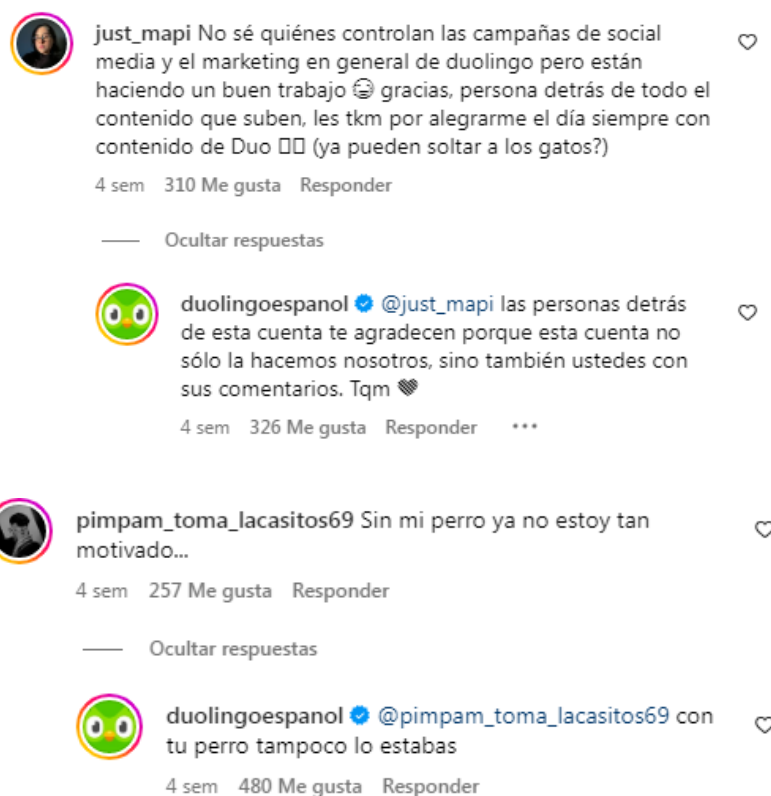 just_mapi No sé quiénes controlan las campañas de social
media y el marketing en general de duolingo pero están
haciendo un buen trabajo gracias, persona detrás de todo el
contenido que suben, les tkm por alegrarme el día siempre con
contenido de Duo (ya pueden soltar a los gatos?)
4 sem 310 Me gusta Responder
Ocultar respuestas
duolingoespanol @just_mapi las personas detrás
de esta cuenta te agradecen porque esta cuenta no
sólo la hacemos nosotros, sino también ustedes con
sus comentarios. Tqm
4 sem 326 Me gusta Responder
pimpam_toma_lacasitos69 Sin mi perro ya no estoy tan
motivado...
4 sem 257 Me gusta Responder
Ocultar respuestas
duolingoespanol @pimpam_toma_lacasitos69 con
tu perro tampoco lo estabas
4 sem 480 Me gusta Responder